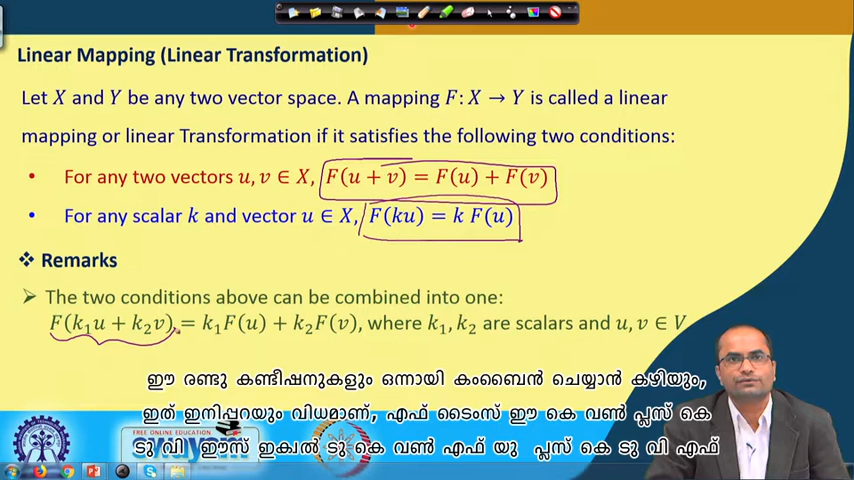 Linear Mapping (Linear Transformation)
Let X and Y be any two vector space. A mapping F: X → Y is called a linear
mapping or linear Transformation if it satisfies the following two conditions:
• For any two vectors u, v ∈ X, F(u + v) = F(u) + F(v)
• For any scalar k and vector u ∈ X, F(ku) = k F(u)
❖ Remarks
➢ The two conditions above can be combined into one:
F(k₁u + k₂v) = k₁F(u) + k₂F(v), where k₁, k₂ are scalars and u, v ∈ V
ഈ രണ്ടു കണ്ടീഷനുകളും ഒന്നായി കംബൈൻ ചെയ്യാൻ കഴിയും,
ഇത് ഇനിപ്പറയും വിധമാണ്, എഫ് ടൈംസ് ഈ കെ വൺ പ്ലസ് കെ
ടു വി ഈസ് ഇക്വൽ ടു കെ വൺ എഫ് യു പ്ലസ് കെ ടു വി എഫ്
FREE ONLINE EDUCATION
swayam